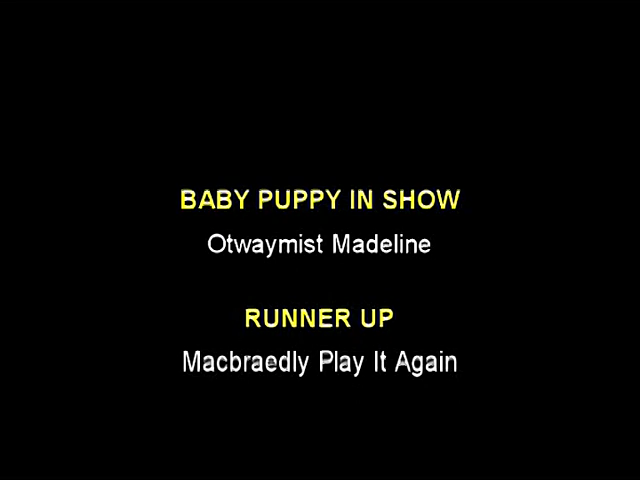 BABY PUPPY IN SHOW
Otwaymist Madeline
RUNNER UP
Macbraedly Play It Again